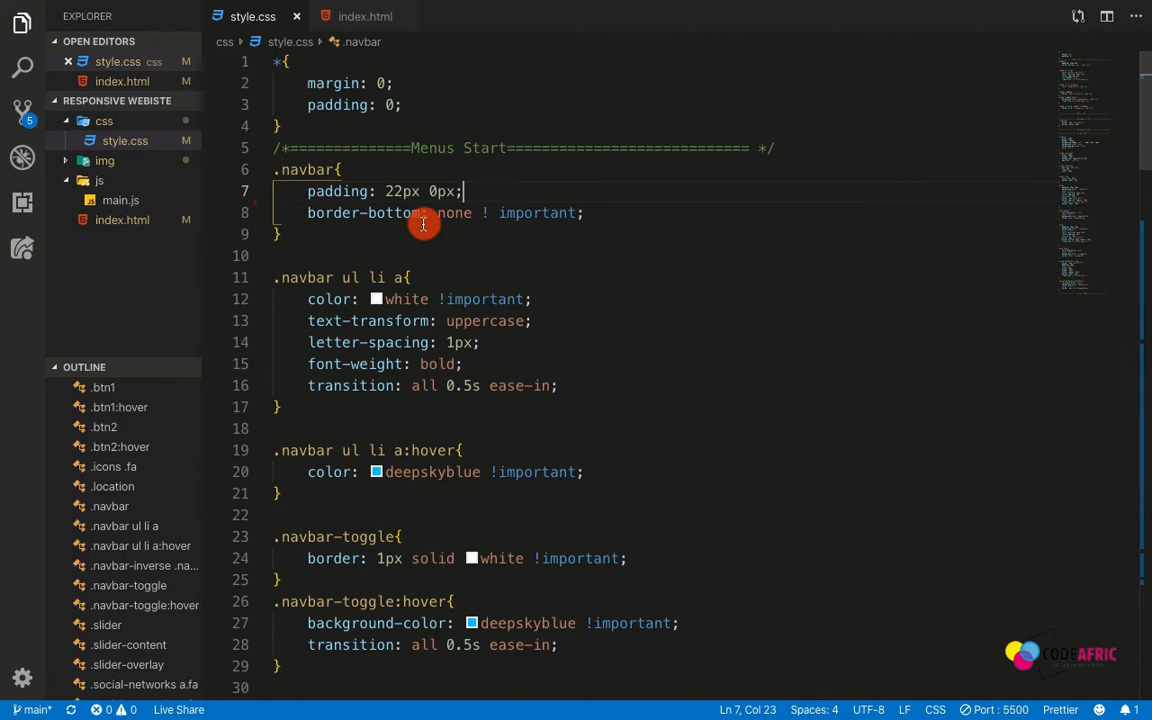 EXPLORER
style.css
index.html
OPEN EDITORS
style.css css M
index.html M
RESPONSIVE WEBISTE
css
style.css M
img
js
main.js
index.html M
5
OUTLINE
.btn1
.btn1:hover
.btn2
.btn2:hover
.icons .fa
.location
.navbar
.navbar ul li a
.navbar ul li a:hover
.navbar-inverse .na...
.navbar-toggle
.navbar-toggle:hover
.slider
.slider-content
.slider-overlay
.social-networks a.fa
css style.css .navbar
1 *{
2 margin: 0;
3 padding: 0;
4 }
5 /*==============Menus Start============================ */
6 .navbar{
7 padding: 22px 0px;
8 border-bottom: none ! important;
9 }
10
11 .navbar ul li a{
12 color: white !important;
13 text-transform: uppercase;
14 letter-spacing: 1px;
15 font-weight: bold;
16 transition: all 0.5s ease-in;
17 }
18
19 .navbar ul li a:hover{
20 color: deepskyblue !important;
21 }
22
23 .navbar-toggle{
24 border: 1px solid white !important;
25 }
26 .navbar-toggle:hover{
27 background-color: deepskyblue !important;
28 transition: all 0.5s ease-in;
29 }
30
CODEAFRIC
main* 0 0 Live Share Ln 7, Col 23 Spaces: 4 UTF-8 LF CSS Port : 5500 Prettier 1